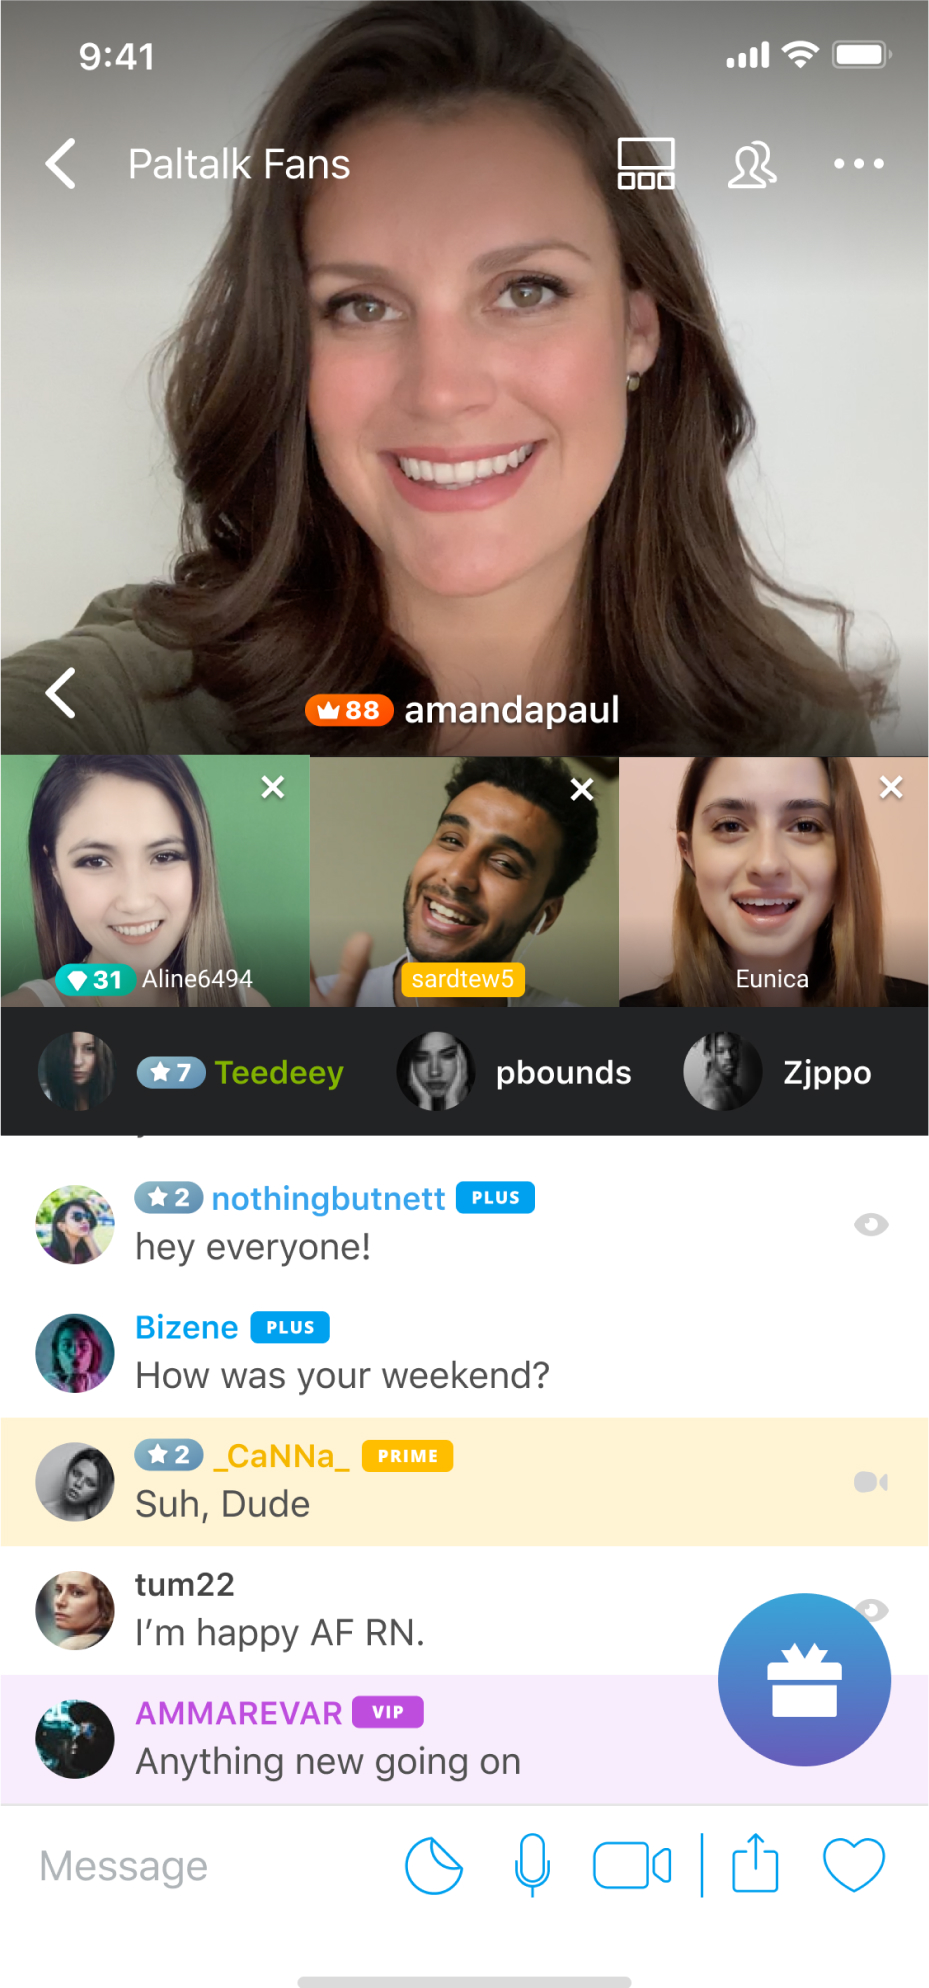 9:41
Paltalk Fans
88 amandapaul
31 Aline6494
sardtew5
Eunica
7 Teedeey
pbounds
Zjppo
2 nothingbutnett PLUS
hey everyone!
Bizene PLUS
How was your weekend?
2 _CaNNa_ PRIME
Suh, Dude
tum22
I’m happy AF RN.
AMMAREVAR VIP
Anything new going on
Message